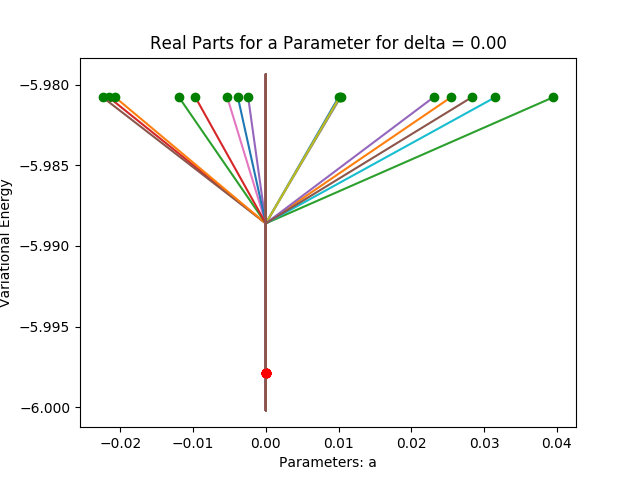 Real Parts for a Parameter for delta = 0.00
Variational Energy
−5.980
−5.985
−5.990
−5.995
−6.000
−0.02 −0.01 0.00 0.01 0.02 0.03 0.04
Parameters: a